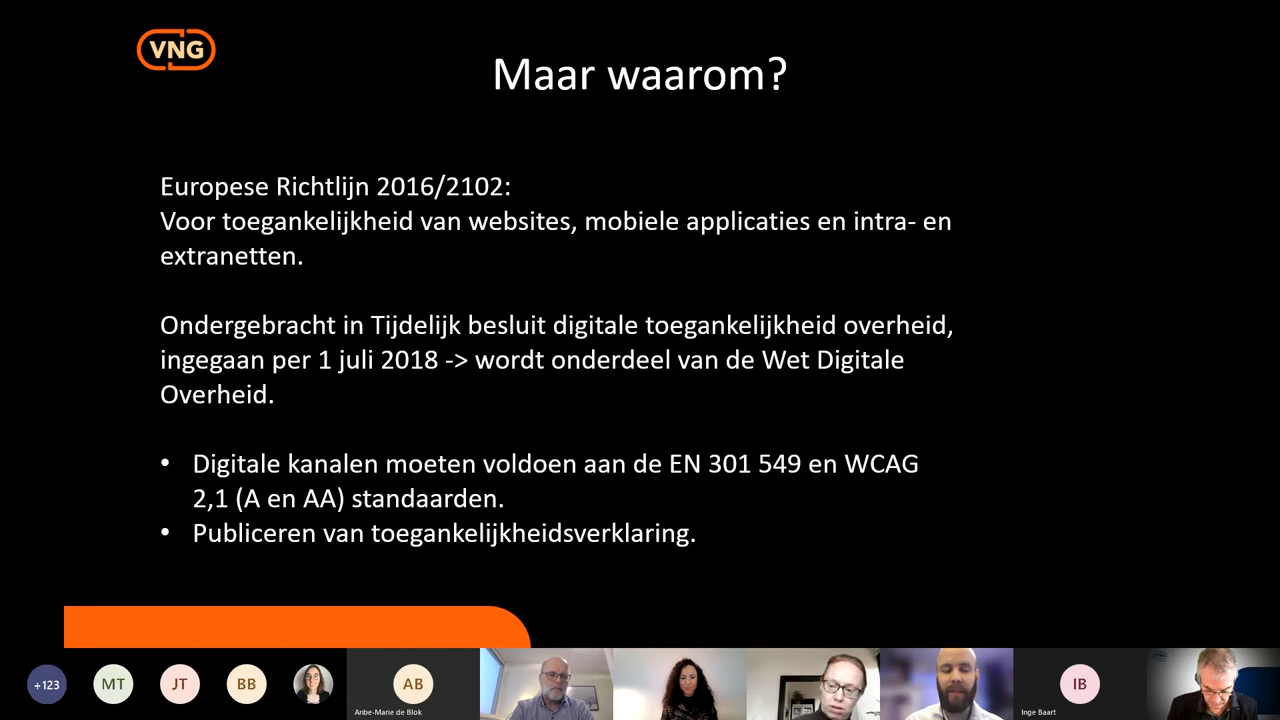 VNG
Maar waarom?
Europese Richtlijn 2016/2102:
Voor toegankelijkheid van websites, mobiele applicaties en intra- en
extranetten.
Ondergebracht in Tijdelijk besluit digitale toegankelijkheid overheid,
ingegaan per 1 juli 2018 -> wordt onderdeel van de Wet Digitale
Overheid.
• Digitale kanalen moeten voldoen aan de EN 301 549 en WCAG
2,1 (A en AA) standaarden.
• Publiceren van toegankelijkheidsverklaring.
+123
MT
JT
BB
AB
IB
Anbe-Marie de Blok
Inge Baart